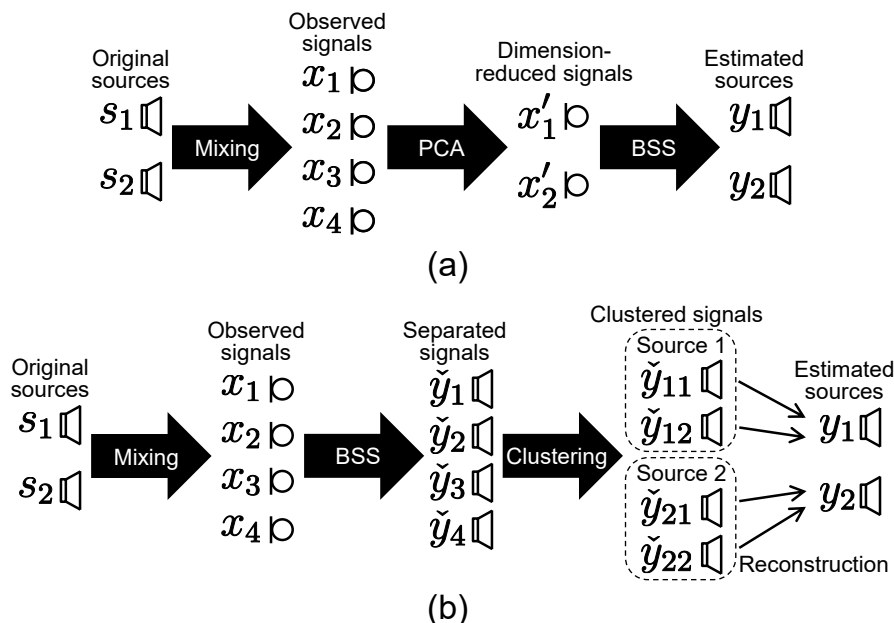 Original
sources
s₁
s₂
Mixing
Observed
signals
x₁
x₂
x₃
x₄
PCA
Dimension-
reduced signals
x′₁
x′₂
BSS
Estimated
sources
y₁
y₂
(a)
Original
sources
s₁
s₂
Mixing
Observed
signals
x₁
x₂
x₃
x₄
BSS
Separated
signals
y̌₁
y̌₂
y̌₃
y̌₄
Clustering
Clustered signals
Source 1
y̌₁₁
y̌₁₂
Source 2
y̌₂₁
y̌₂₂
Reconstruction
Estimated
sources
y₁
y₂
(b)